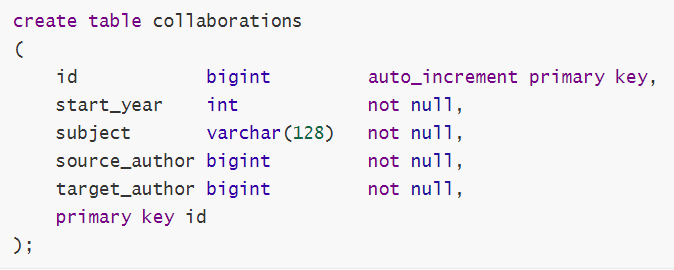 create table collaborations
(
    id            bigint         auto_increment primary key,
    start_year    int            not null,
    subject       varchar(128)   not null,
    source_author bigint         not null,
    target_author bigint         not null,
    primary key id
);